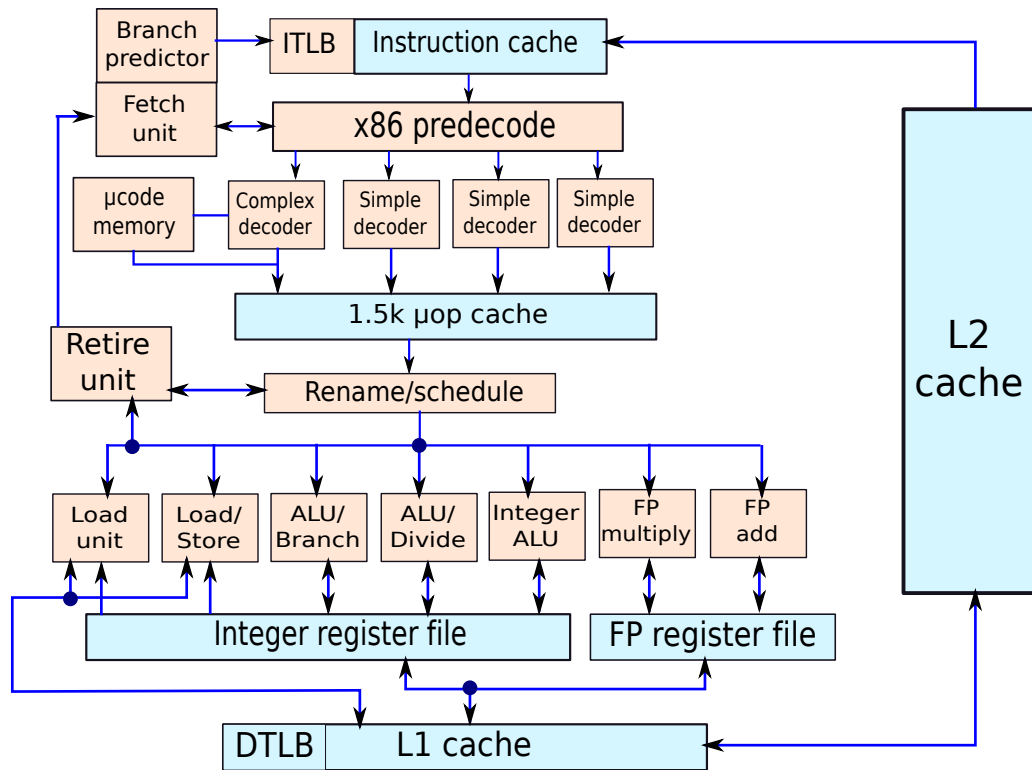 Branch
predictor
ITLB
Instruction cache
Fetch
unit
x86 predecode
µcode
memory
Complex
decoder
Simple
decoder
Simple
decoder
Simple
decoder
1.5k µop cache
L2
cache
Retire
unit
Rename/schedule
Load
unit
Load/
Store
ALU/
Branch
ALU/
Divide
Integer
ALU
FP
multiply
FP
add
Integer register file
FP register file
DTLB
L1 cache